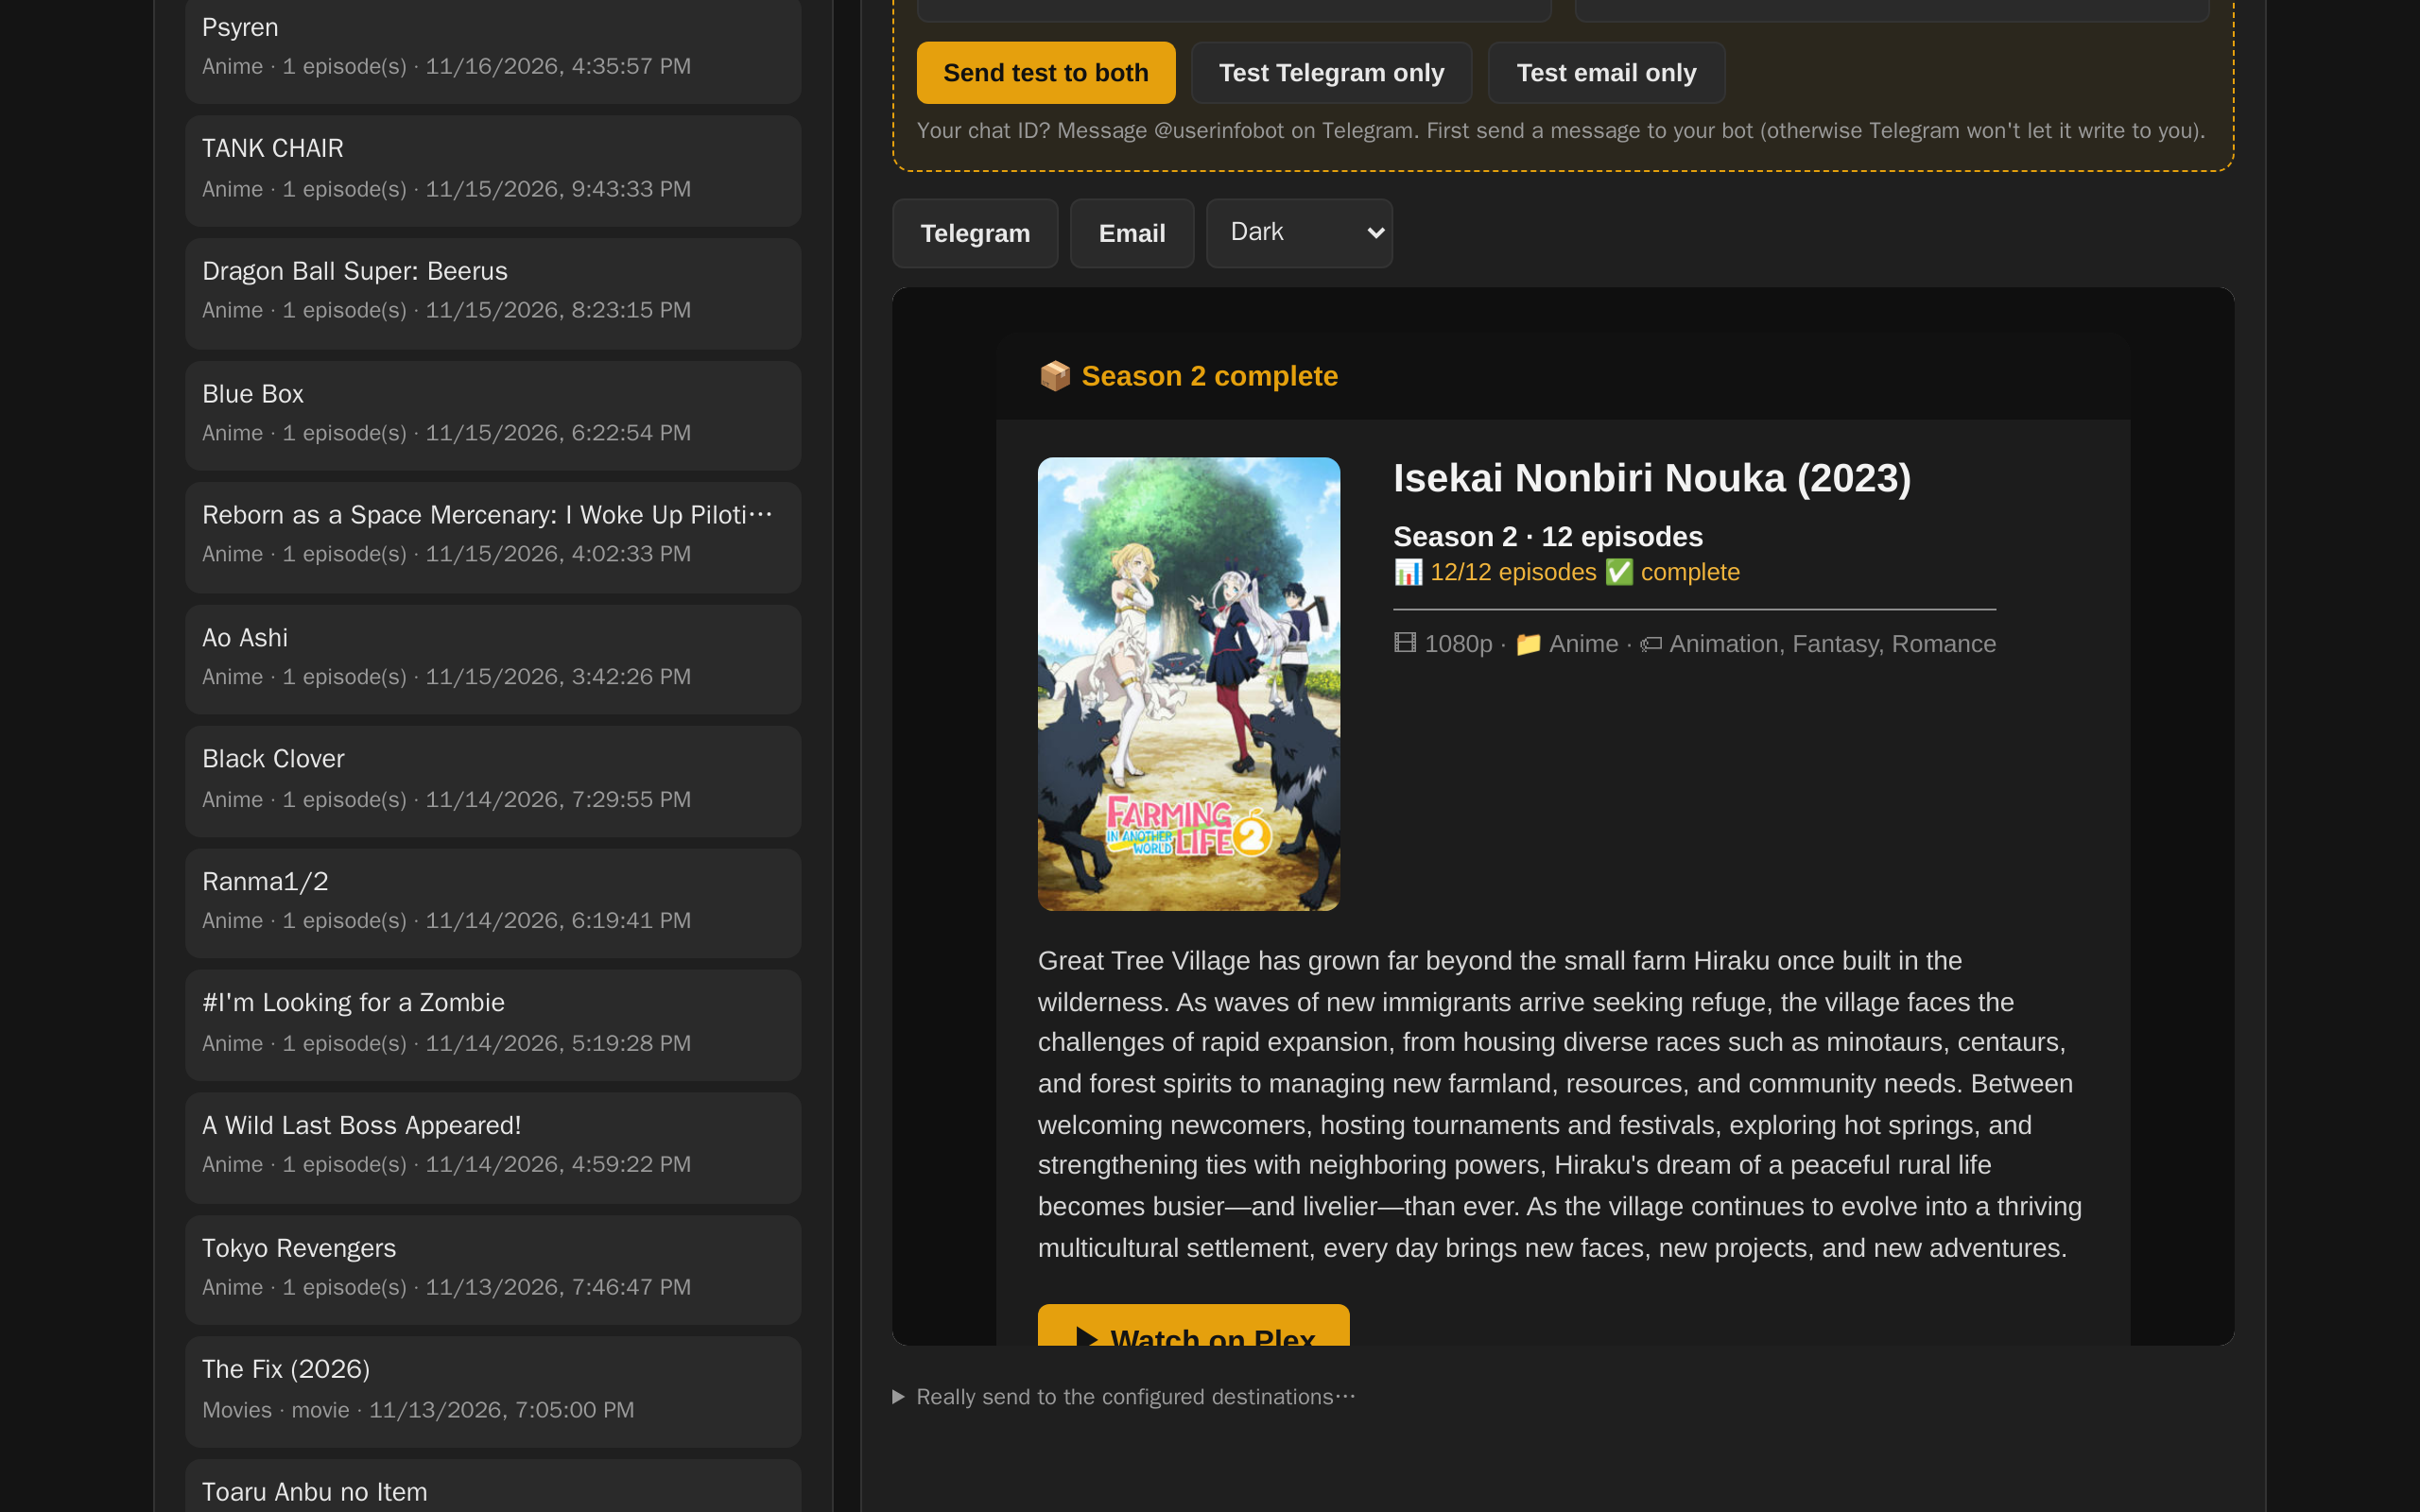 Psyren
Anime · 1 episode(s) · 11/16/2026, 4:35:57 PM
TANK CHAIR
Anime · 1 episode(s) · 11/15/2026, 9:43:33 PM
Dragon Ball Super: Beerus
Anime · 1 episode(s) · 11/15/2026, 8:23:15 PM
Blue Box
Anime · 1 episode(s) · 11/15/2026, 6:22:54 PM
Reborn as a Space Mercenary: I Woke Up Piloti…
Anime · 1 episode(s) · 11/15/2026, 4:02:33 PM
Ao Ashi
Anime · 1 episode(s) · 11/15/2026, 3:42:26 PM
Black Clover
Anime · 1 episode(s) · 11/14/2026, 7:29:55 PM
Ranma1/2
Anime · 1 episode(s) · 11/14/2026, 6:19:41 PM
#I'm Looking for a Zombie
Anime · 1 episode(s) · 11/14/2026, 5:19:28 PM
A Wild Last Boss Appeared!
Anime · 1 episode(s) · 11/14/2026, 4:59:22 PM
Tokyo Revengers
Anime · 1 episode(s) · 11/13/2026, 7:46:47 PM
The Fix (2026)
Movies · movie · 11/13/2026, 7:05:00 PM
Toaru Anbu no Item
Send test to both
Test Telegram only
Test email only
Your chat ID? Message @userinfobot on Telegram. First send a message to your bot (otherwise Telegram won't let it write to you).
Telegram
Email
Dark
📦 Season 2 complete
FARMING
IN ANOTHER
WORLD
LIFE 2
Isekai Nonbiri Nouka (2023)
Season 2 · 12 episodes
📊 12/12 episodes ✅ complete
🎞 1080p · 📁 Anime · 🏷 Animation, Fantasy, Romance
Great Tree Village has grown far beyond the small farm Hiraku once built in the
wilderness. As waves of new immigrants arrive seeking refuge, the village faces the
challenges of rapid expansion, from housing diverse races such as minotaurs, centaurs,
and forest spirits to managing new farmland, resources, and community needs. Between
welcoming newcomers, hosting tournaments and festivals, exploring hot springs, and
strengthening ties with neighboring powers, Hiraku's dream of a peaceful rural life
becomes busier—and livelier—than ever. As the village continues to evolve into a thriving
multicultural settlement, every day brings new faces, new projects, and new adventures.
▶ Watch on Plex
▶ Really send to the configured destinations…